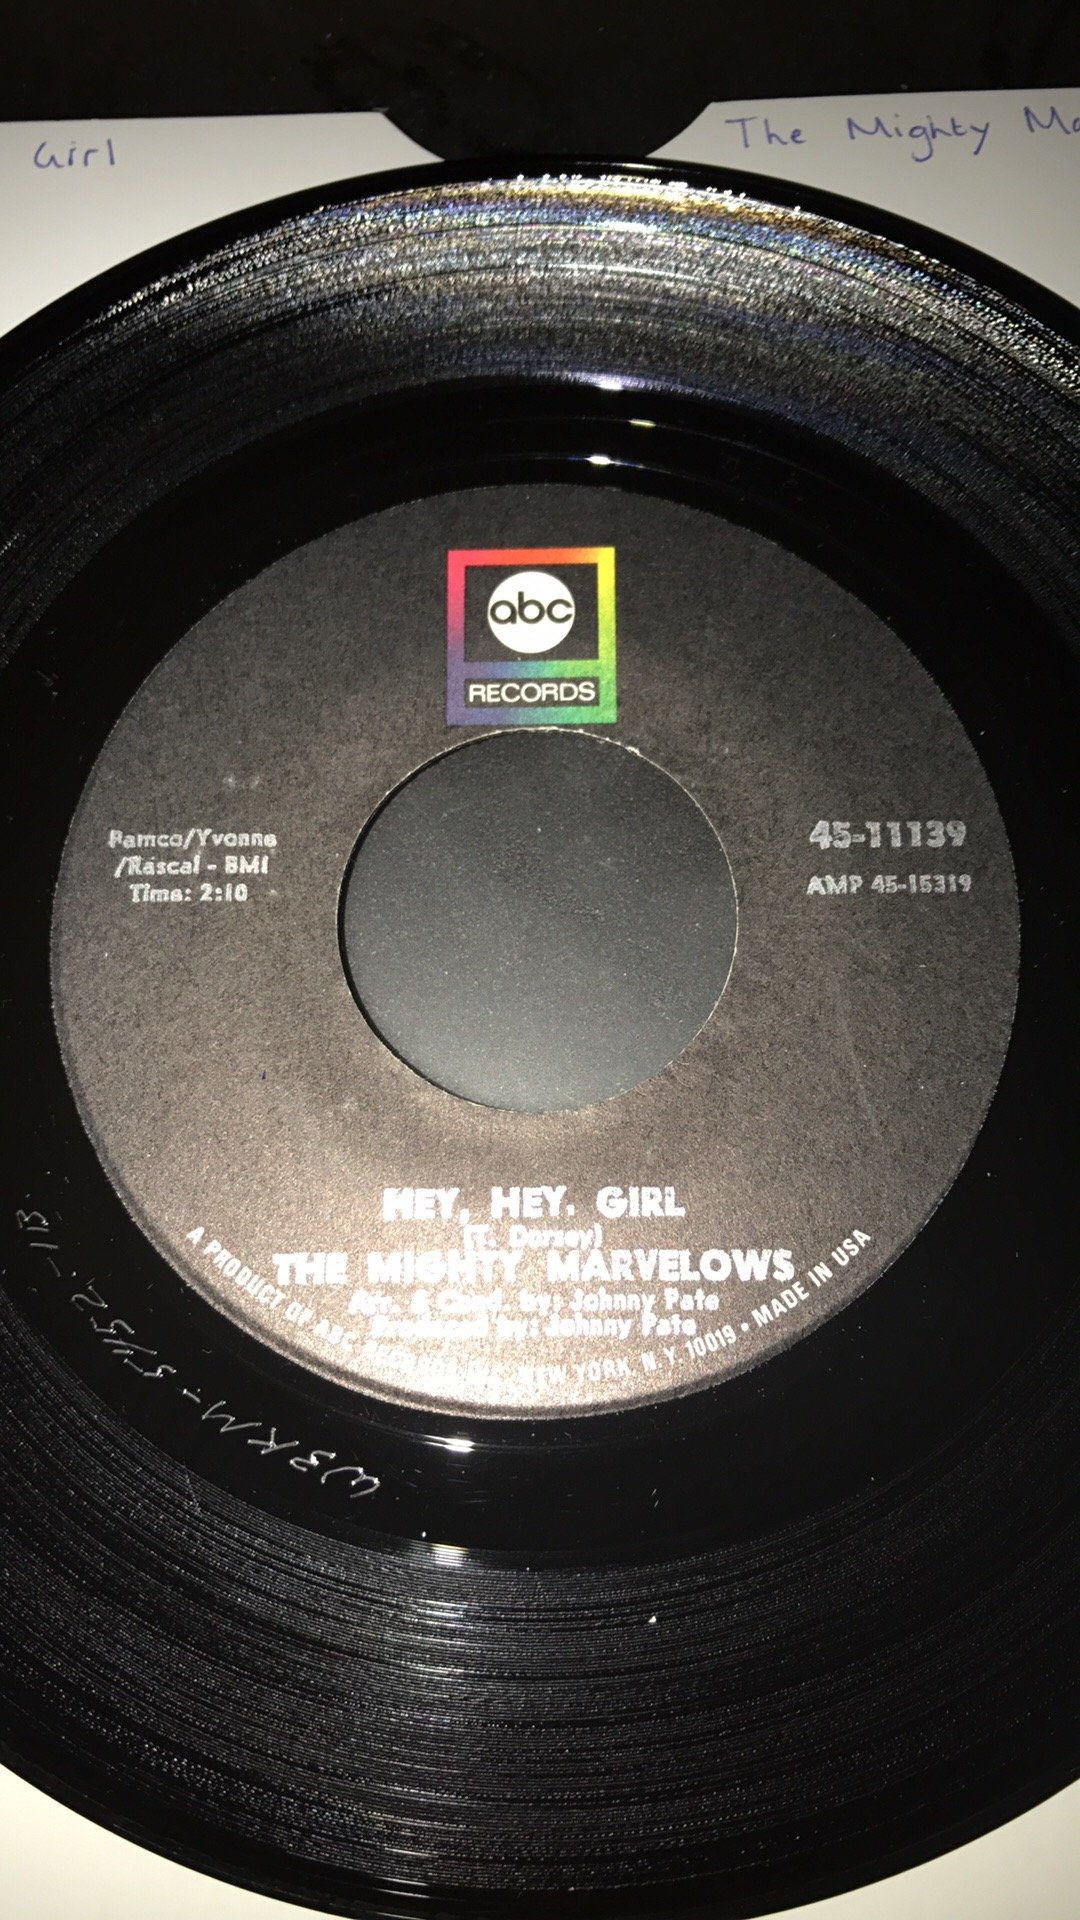 Girl
The Mighty Ma
abc
RECORDS
Pamco/Yvonne
/Rascal - BMI
Time: 2:10
45-11139
AMP 45-15319
HEY, HEY, GIRL
(T. Dorsey)
THE MIGHTY MARVELOWS
Arr. & Cond. by: Johnny Pate
Produced by: Johnny Pate
A PRODUCT OF ABC RECORDS, INC. NEW YORK, N.Y. 10019 • MADE IN USA